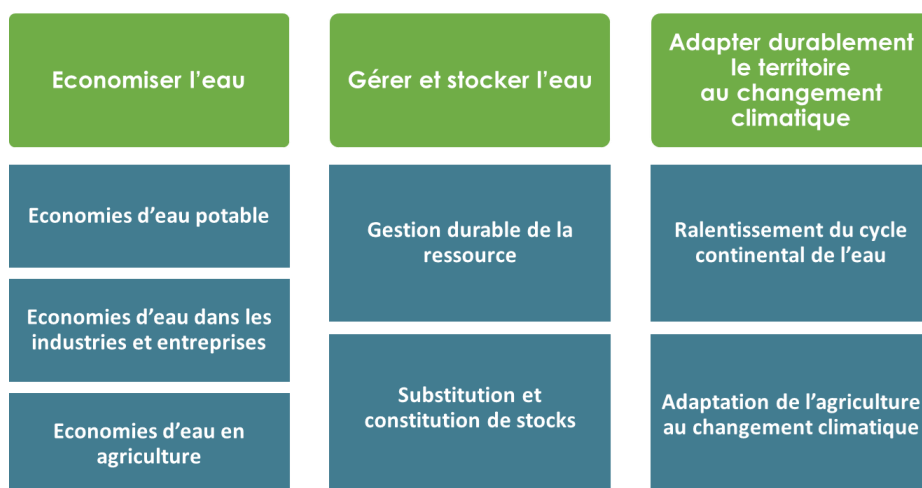 Economiser l'eau
Economies d'eau potable
Economies d'eau dans les
industries et entreprises
Economies d'eau en
agriculture
Gérer et stocker l'eau
Gestion durable de la
ressource
Substitution et
constitution de stocks
Adapter durablement
le territoire
au changement
climatique
Ralentissement du cycle
continental de l'eau
Adaptation de l'agriculture
au changement climatique